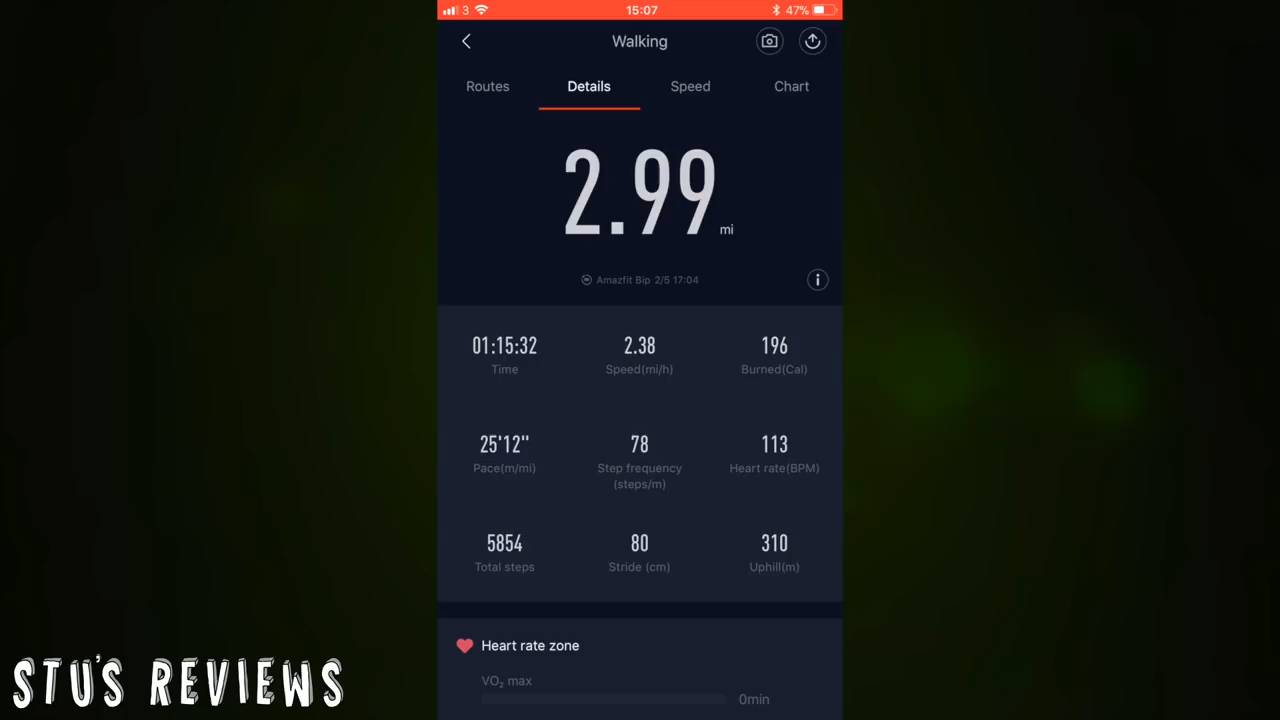 3 15:07 47%
Walking
Routes Details Speed Chart
2.99 mi
Amazfit Bip 2/5 17:04
01:15:32 2.38 196
Time Speed(mi/h) Burned(Cal)
25'12" 78 113
Pace(m/mi) Step frequency Heart rate(BPM)
(steps/m)
5854 80 310
Total steps Stride (cm) Uphill(m)
Heart rate zone
VO₂ max
0min
STU'S REVIEWS